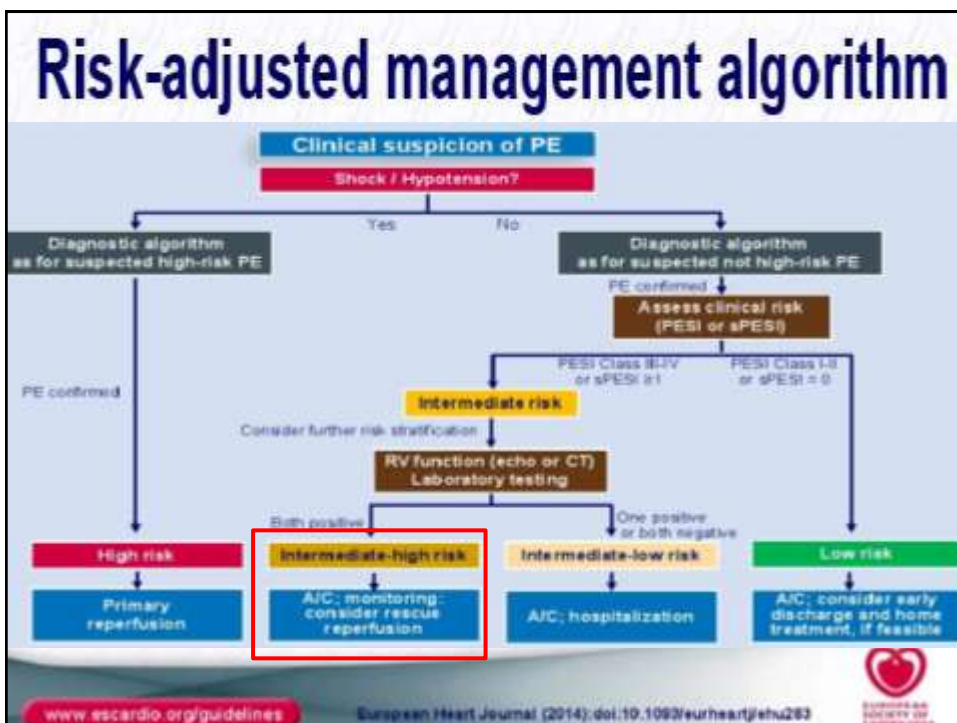 Risk-adjusted management algorithm
Clinical suspicion of PE
Shock / Hypotension?
Yes
No
Diagnostic algorithm
as for suspected high-risk PE
Diagnostic algorithm
as for suspected not high-risk PE
PE confirmed
Assess clinical risk
(PESI or sPESI)
PESI Class III-IV
or sPESI ≥1
PESI Class I-II
or sPESI = 0
PE confirmed
Intermediate risk
Consider further risk stratification
RV function (echo or CT)
Laboratory testing
Both positive
One positive
or both negative
High risk
Intermediate-high risk
Intermediate-low risk
Low risk
Primary
reperfusion
A/C; monitoring;
consider rescue
reperfusion
A/C; hospitalization
A/C; consider early
discharge and home
treatment, if feasible
www.escardio.org/guidelines
European Heart Journal (2014):doi:10.1093/eurheartj/ehu283
EUROPEAN
SOCIETY OF